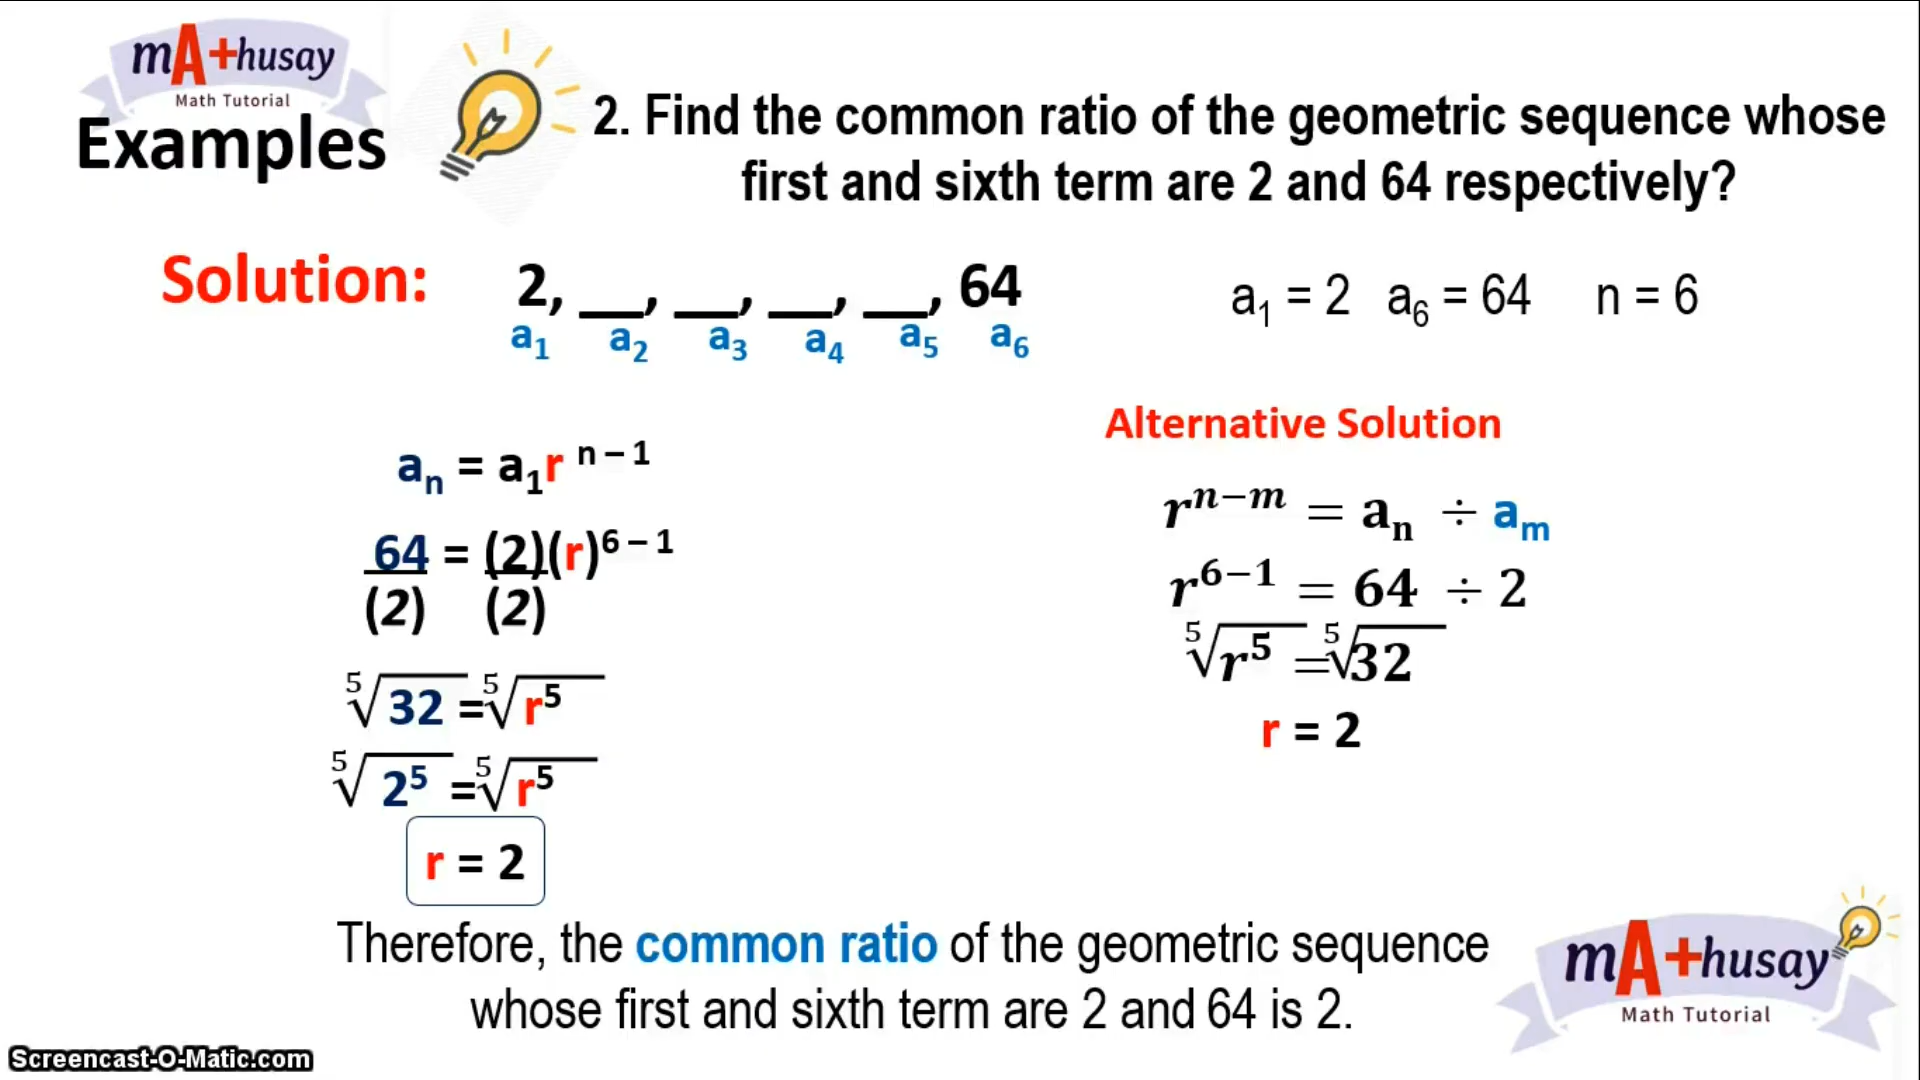 mA+husay
Math Tutorial
Examples
2. Find the common ratio of the geometric sequence whose
first and sixth term are 2 and 64 respectively?
Solution:
2, __, __, __, __, 64
a₁ a₂ a₃ a₄ a₅ a₆
a₁ = 2 a₆ = 64 n = 6
aₙ = a₁r ⁿ ⁻ ¹
64 = (2)(r)⁶ ⁻ ¹
(2) (2)
⁵√32 = ⁵√r⁵
⁵√2⁵ = ⁵√r⁵
r = 2
Alternative Solution
rⁿ⁻ᵐ = aₙ ÷ aₘ
r⁶⁻¹ = 64 ÷ 2
⁵√r⁵ = ⁵√32
r = 2
Therefore, the common ratio of the geometric sequence
whose first and sixth term are 2 and 64 is 2.
mA+husay
Math Tutorial
Screencast-O-Matic.com